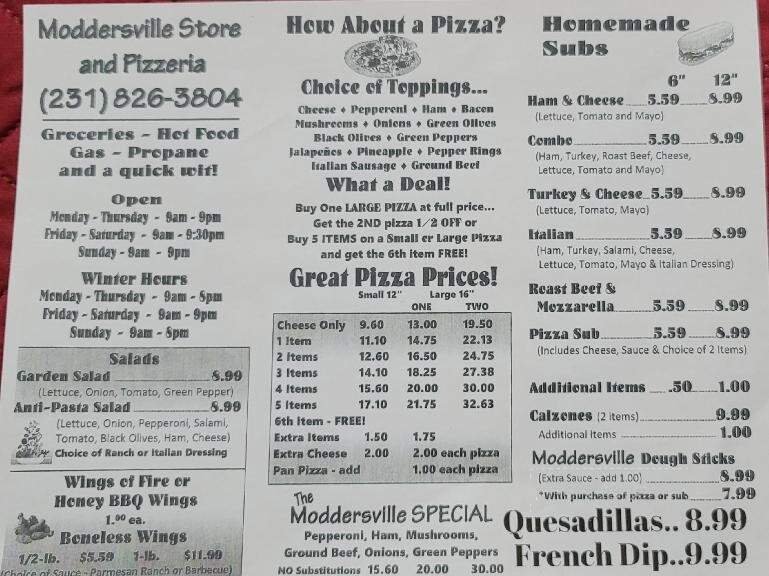 Moddersville Store
and Pizzeria
(231) 826-3804
Groceries - Hot Food
Gas - Propane
and a quick wit!
Open
Monday - Thursday - 9am - 9pm
Friday - Saturday - 9am - 9:30pm
Sunday - 9am - 9pm
Winter Hours
Monday - Thursday - 9am - 8pm
Friday - Saturday - 9am - 9pm
Sunday - 9am - 8pm
Salads
Garden Salad 8.99
(Lettuce, Onion, Tomato, Green Pepper)
Anti-Pasta Salad 8.99
(Lettuce, Onion, Pepperoni, Salami,
Tomato, Black Olives, Ham, Cheese)
Choice of Ranch or Italian Dressing
Wings of Fire or
Honey BBQ Wings
1.00 ea.
Boneless Wings
1/2-lb. $5.59 1-lb. $11.99
(Choice of Sauce - Parmesan Ranch or Barbecue)
How About a Pizza?
Choice of Toppings...
Cheese ♦ Pepperoni ♦ Ham ♦ Bacon
Mushrooms ♦ Onions ♦ Green Olives
Black Olives ♦ Green Peppers
Jalapeños ♦ Pineapple ♦ Pepper Rings
Italian Sausage ♦ Ground Beef
What a Deal!
Buy One LARGE PIZZA at full price...
Get the 2ND pizza 1/2 OFF or
Buy 5 ITEMS on a Small or Large Pizza
and get the 6th Item FREE!
Great Pizza Prices!
Small 12" Large 16"
ONE TWO
Cheese Only 9.60 13.00 19.50
1 Item 11.10 14.75 22.13
2 Items 12.60 16.50 24.75
3 Items 14.10 18.25 27.38
4 Items 15.60 20.00 30.00
5 Items 17.10 21.75 32.63
6th Item - FREE!
Extra Items 1.50 1.75
Extra Cheese 2.00 2.00 each pizza
Pan Pizza - add 1.00 each pizza
The
Moddersville SPECIAL
Pepperoni, Ham, Mushrooms,
Ground Beef, Onions, Green Peppers
NO Substitutions 15.60 20.00 30.00
Homemade
Subs
6" 12"
Ham & Cheese 5.59 8.99
(Lettuce, Tomato and Mayo)
Combo 5.59 8.99
(Ham, Turkey, Roast Beef, Cheese,
Lettuce, Tomato and Mayo)
Turkey & Cheese 5.59 8.99
(Lettuce, Tomato, Mayo)
Italian 5.59 8.99
(Ham, Turkey, Salami, Cheese,
Lettuce, Tomato, Mayo & Italian Dressing)
Roast Beef &
Mozzarella 5.59 8.99
Pizza Sub 5.59 8.99
(Includes Cheese, Sauce & Choice of 2 Items)
Additional Items .50 1.00
Calzones (2 items) 9.99
Additional Items 1.00
Moddersville Dough Sticks
(Extra Sauce - add 1.00) 8.99
*With purchase of pizza or sub 7.99
Quesadillas.. 8.99
French Dip..9.99